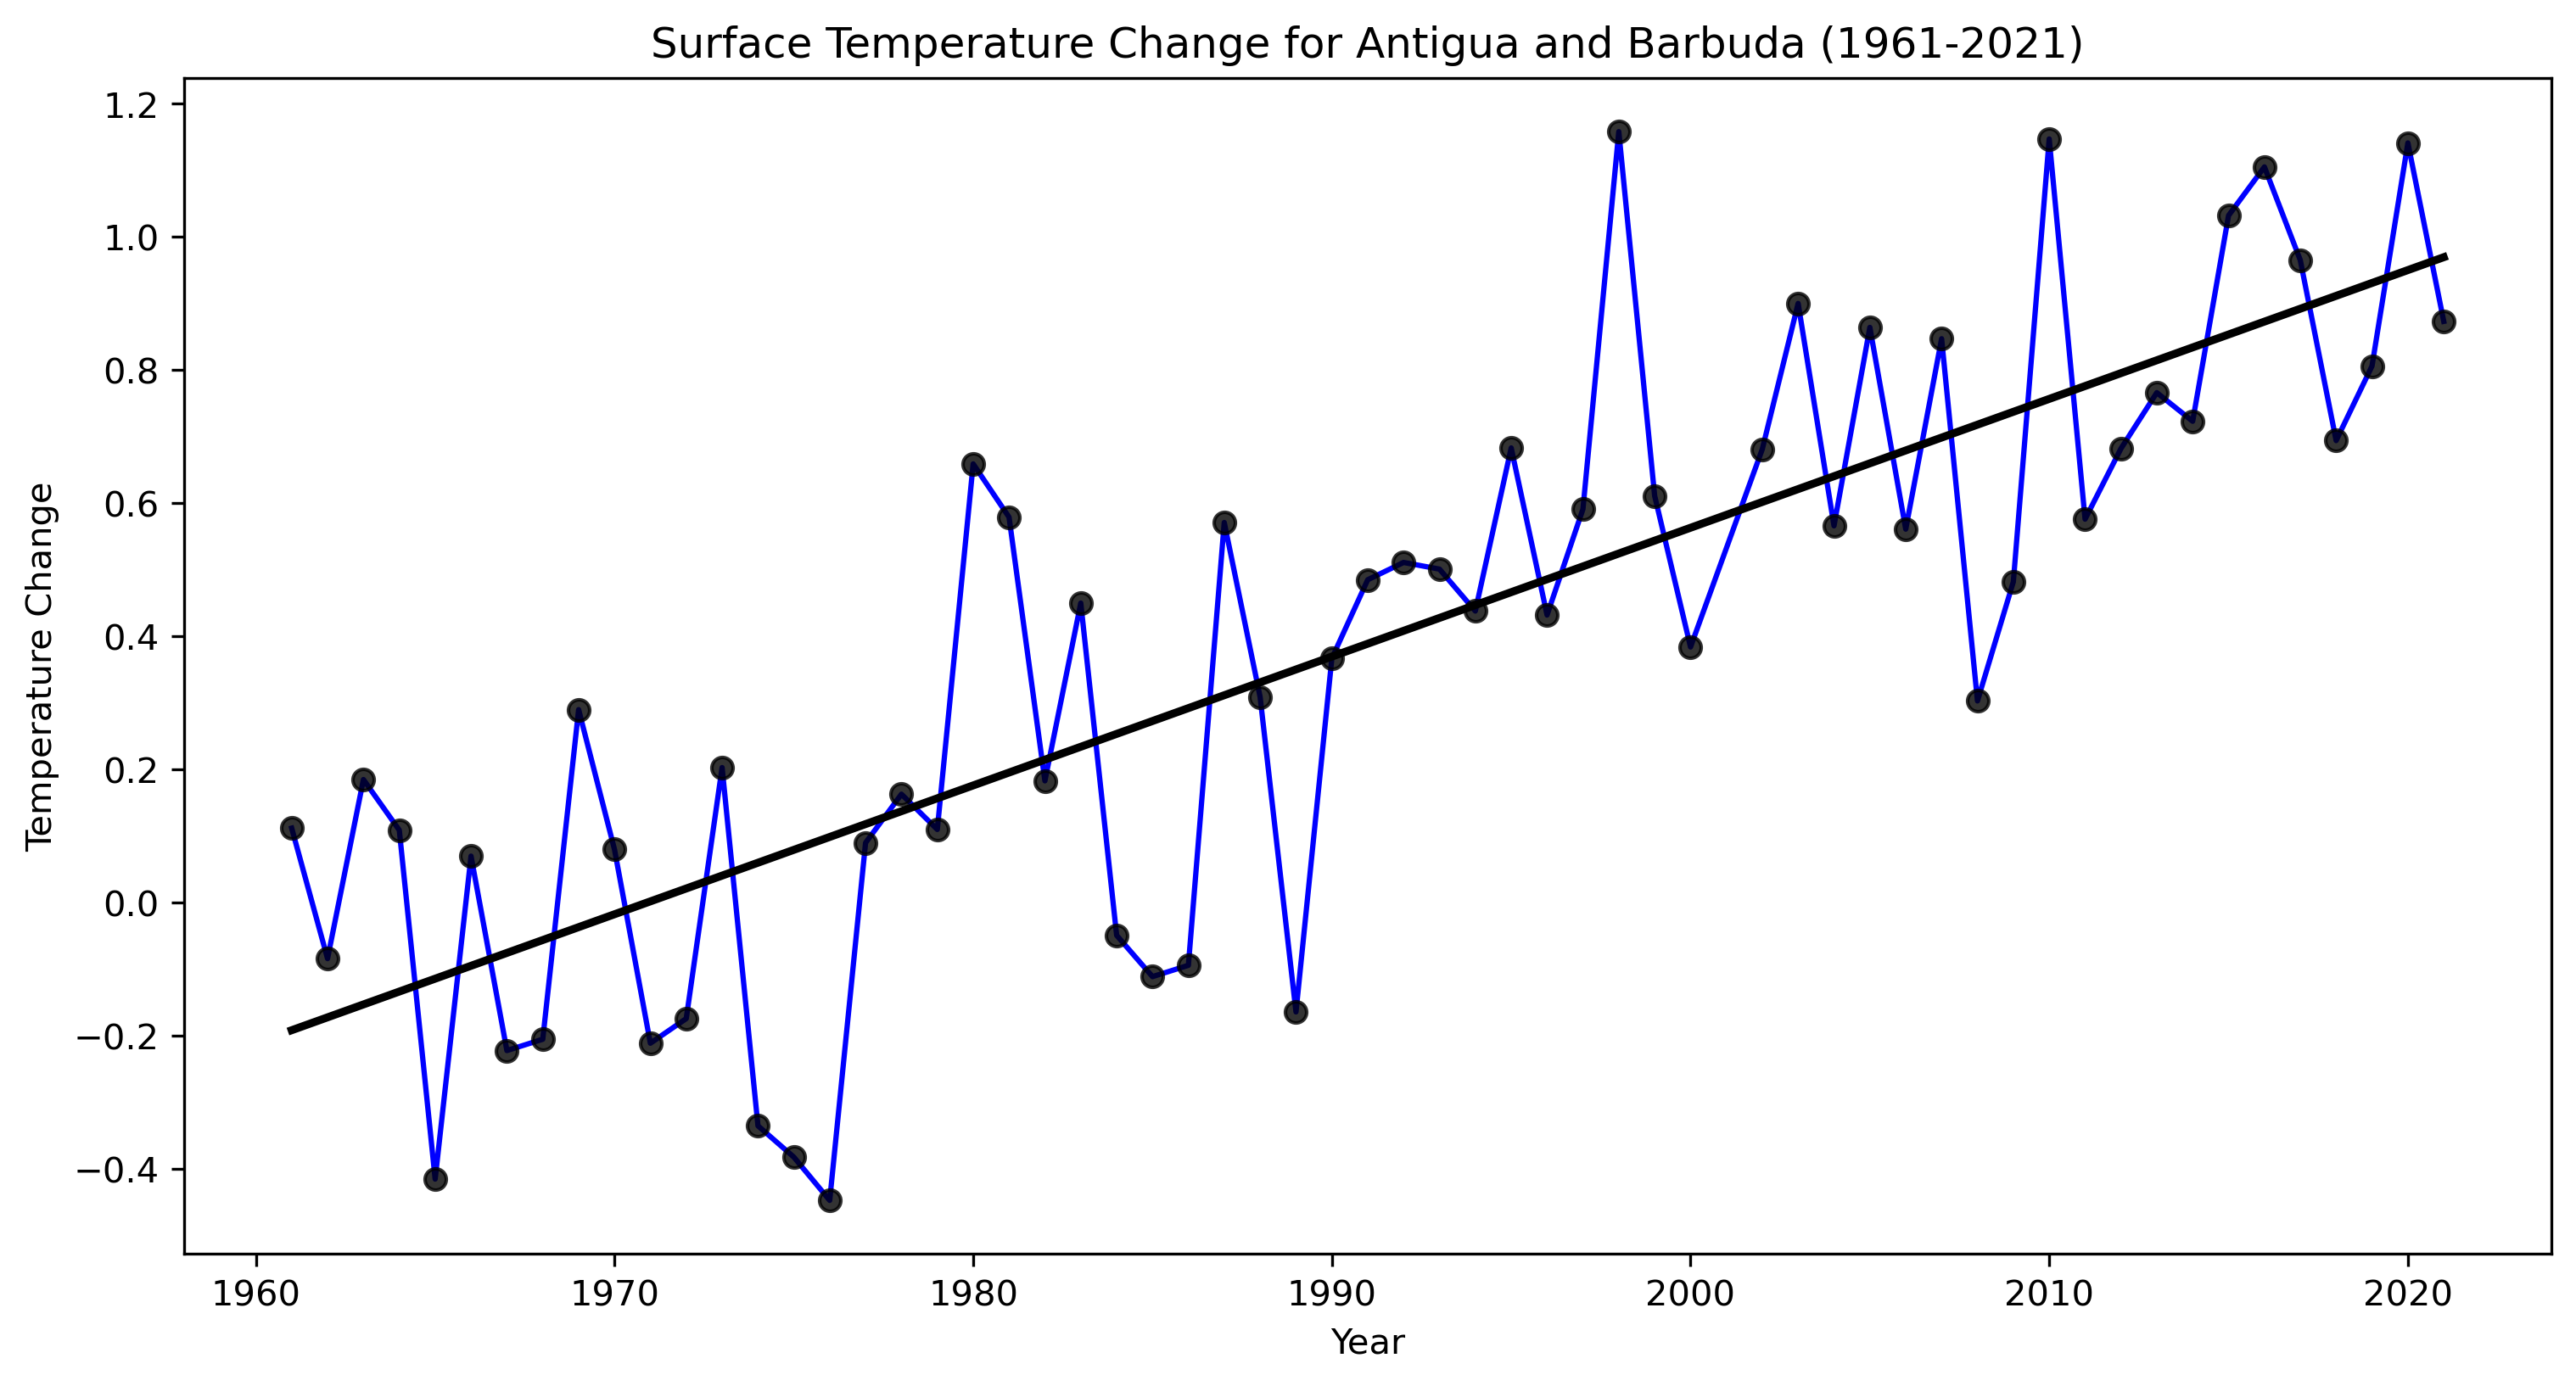 Surface Temperature Change for Antigua and Barbuda (1961-2021)
1.2
1.0
0.8
0.6
0.4
0.2
0.0
−0.2
−0.4
Temperature Change
1960 1970 1980 1990 2000 2010 2020
Year